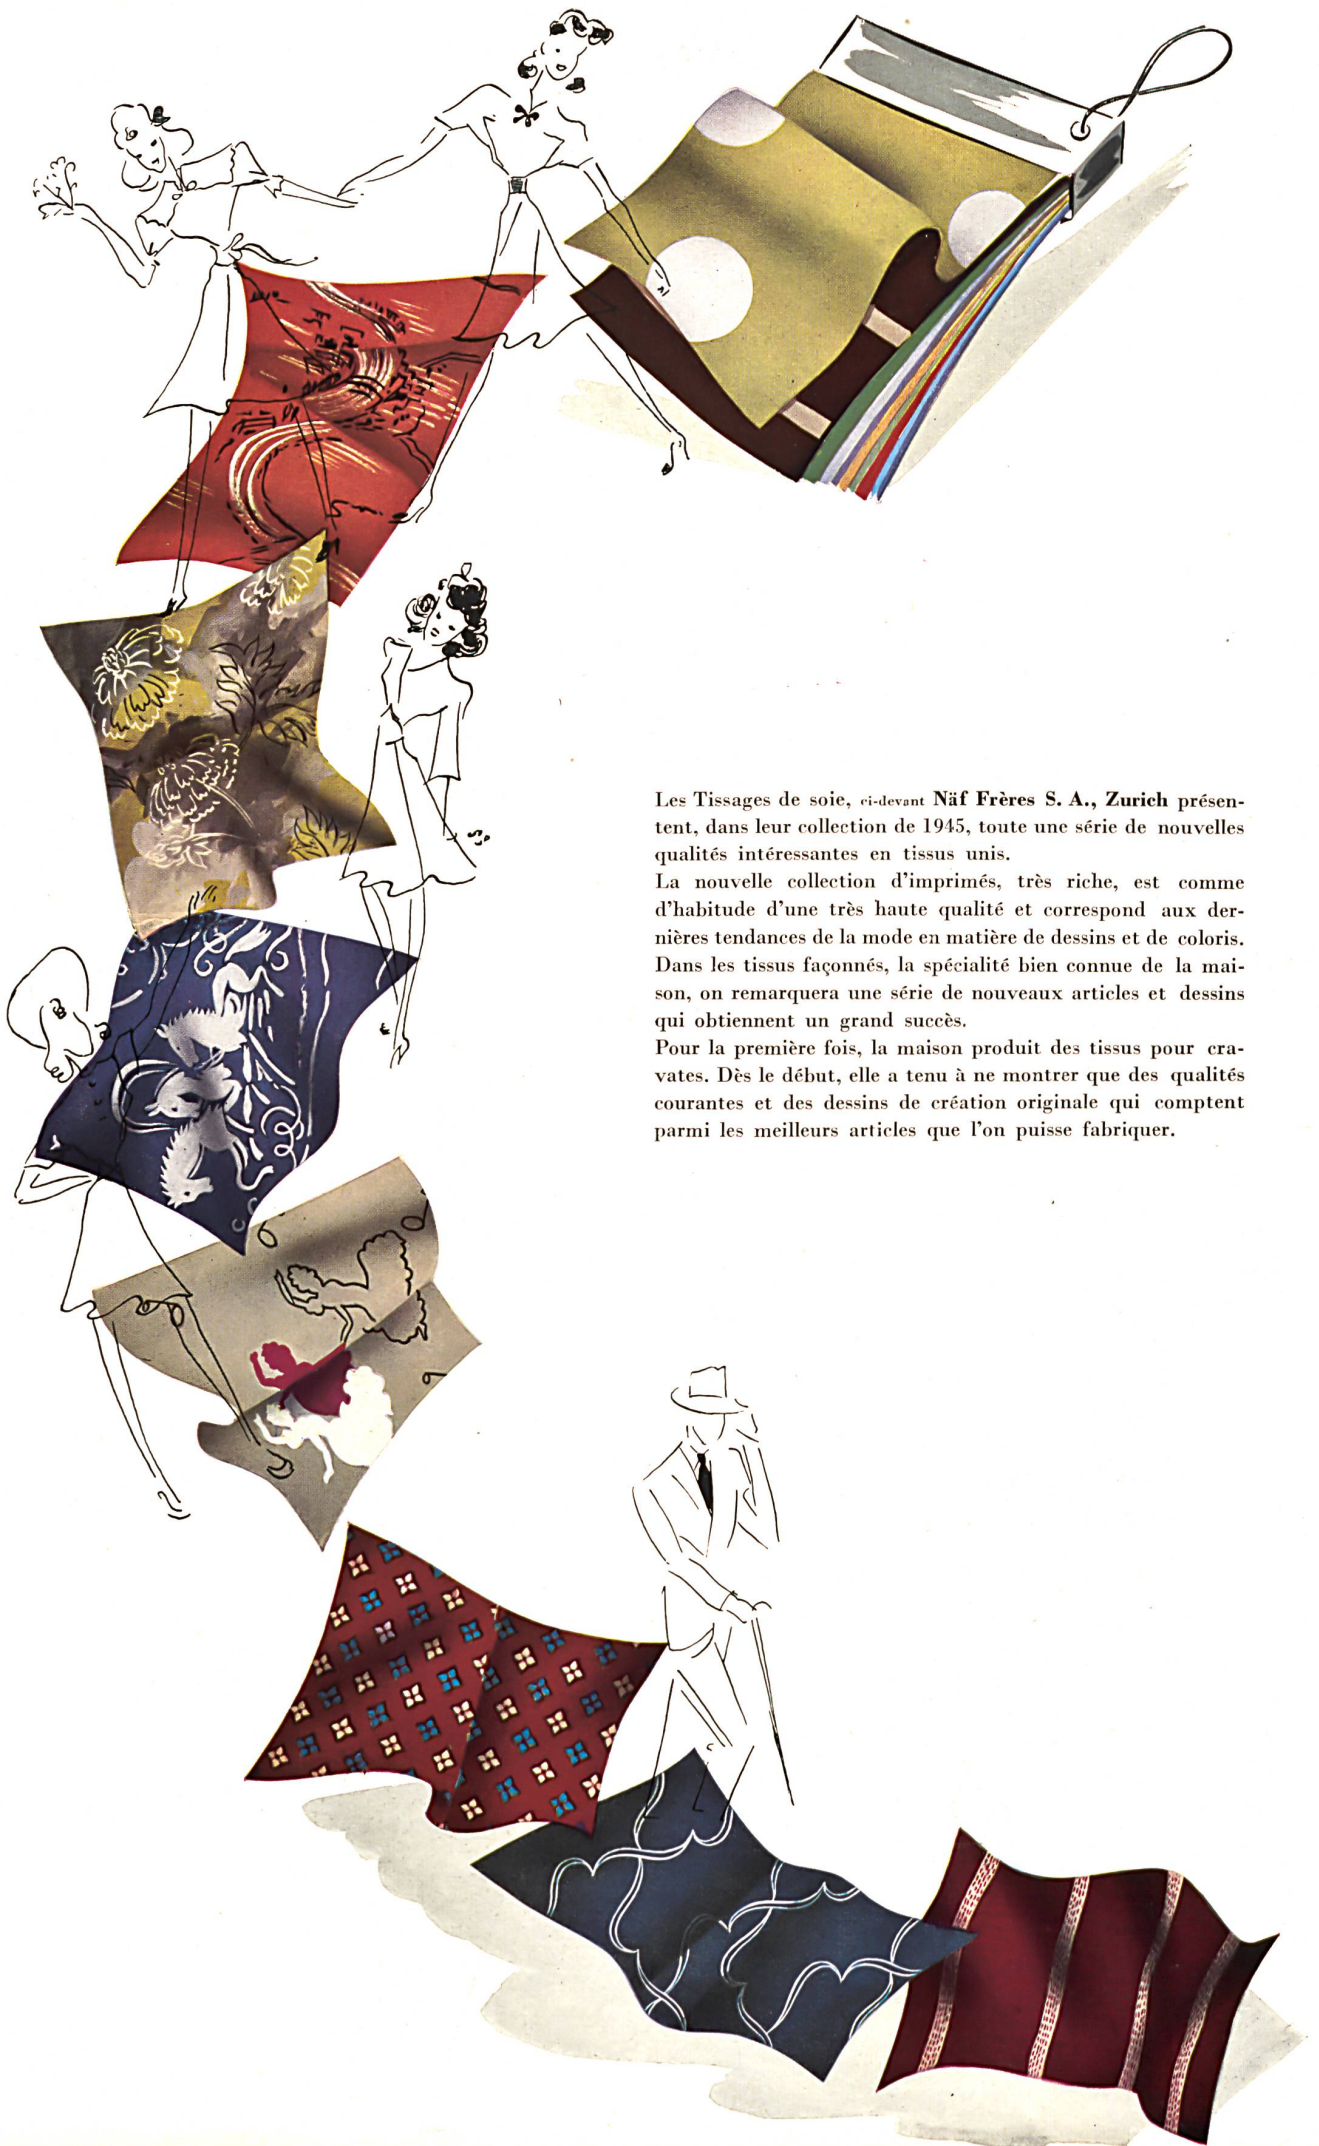 Les Tissages de soie, ci-devant Näf Frères S. A., Zurich présen-
tent, dans leur collection de 1945, toute une série de nouvelles
qualités intéressantes en tissus unis.
La nouvelle collection d'imprimés, très riche, est comme
d'habitude d'une très haute qualité et correspond aux der-
nières tendances de la mode en matière de dessins et de coloris.
Dans les tissus façonnés, la spécialité bien connue de la mai-
son, on remarquera une série de nouveaux articles et dessins
qui obtiennent un grand succès.
Pour la première fois, la maison produit des tissus pour cra-
vates. Dès le début, elle a tenu à ne montrer que des qualités
courantes et des dessins de création originale qui comptent
parmi les meilleurs articles que l'on puisse fabriquer.